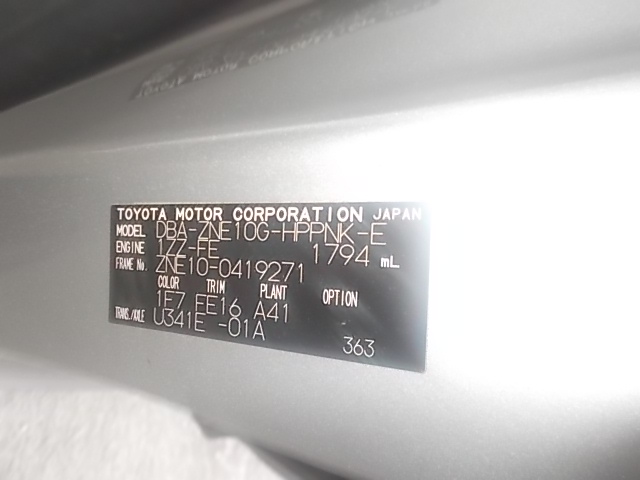 TOYOTA MOTOR CORPORATION JAPAN
MODEL DBA-ZNE10G-HPPNK-E
ENGINE 1ZZ-FE 1794 mL
FRAME No. ZNE10-0419271
COLOR TRIM PLANT OPTION
1F7 FE16 A41
TRANS./AXLE U341E -01A
363